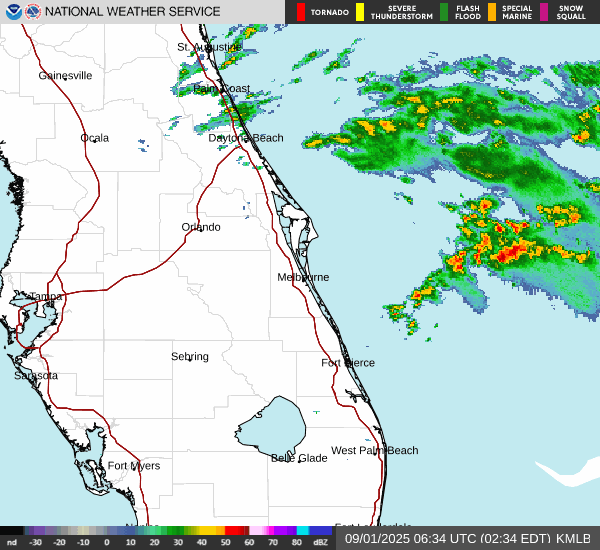 NATIONAL WEATHER SERVICE
TORNADO
SEVERE
THUNDERSTORM
FLASH
FLOOD
SPECIAL
MARINE
SNOW
SQUALL
St. Augustine
Gainesville
Palm Coast
Ocala
Daytona Beach
Orlando
Melbourne
Tampa
Sebring
Fort Pierce
Sarasota
West Palm Beach
Belle Glade
Fort Myers
nd -30 -20 -10 0 10 20 30 40 50 60 70 80 dBZ
09/01/2025 06:34 UTC (02:34 EDT) KMLB